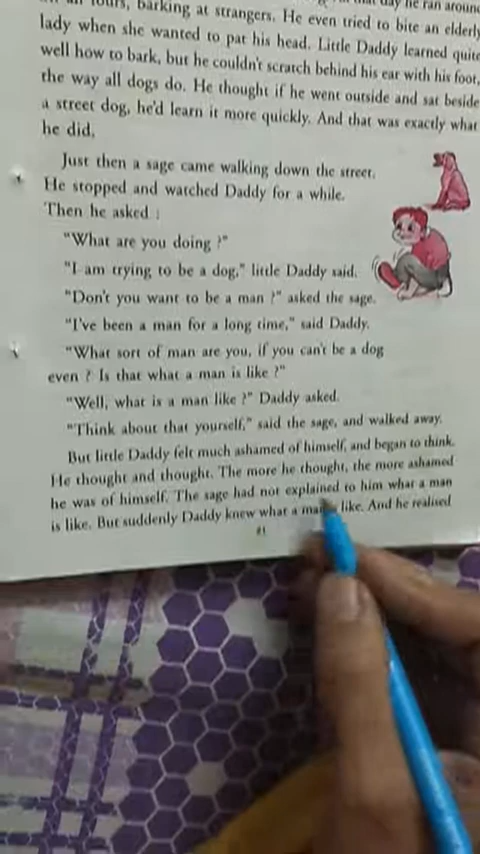 on all fours, barking at strangers. He even tried to bite an elderly
lady when she wanted to pat his head. Little Daddy learned quite
well how to bark, but he couldn't scratch behind his ear with his foot,
the way all dogs do. He thought if he went outside and sat beside
a street dog, he'd learn it more quickly. And that was exactly what
he did.
Just then a sage came walking down the street.
He stopped and watched Daddy for a while.
Then he asked :
"What are you doing ?"
"I am trying to be a dog," little Daddy said.
"Don't you want to be a man ?" asked the sage.
"I've been a man for a long time," said Daddy.
"What sort of man are you, if you can't be a dog
even ? Is that what a man is like ?"
"Well, what is a man like ?" Daddy asked.
"Think about that yourself," said the sage, and walked away.
But little Daddy felt much ashamed of himself, and began to think.
He thought and thought. The more he thought, the more ashamed
he was of himself. The sage had not explained to him what a man
is like. But suddenly Daddy knew what a man like. And he realised